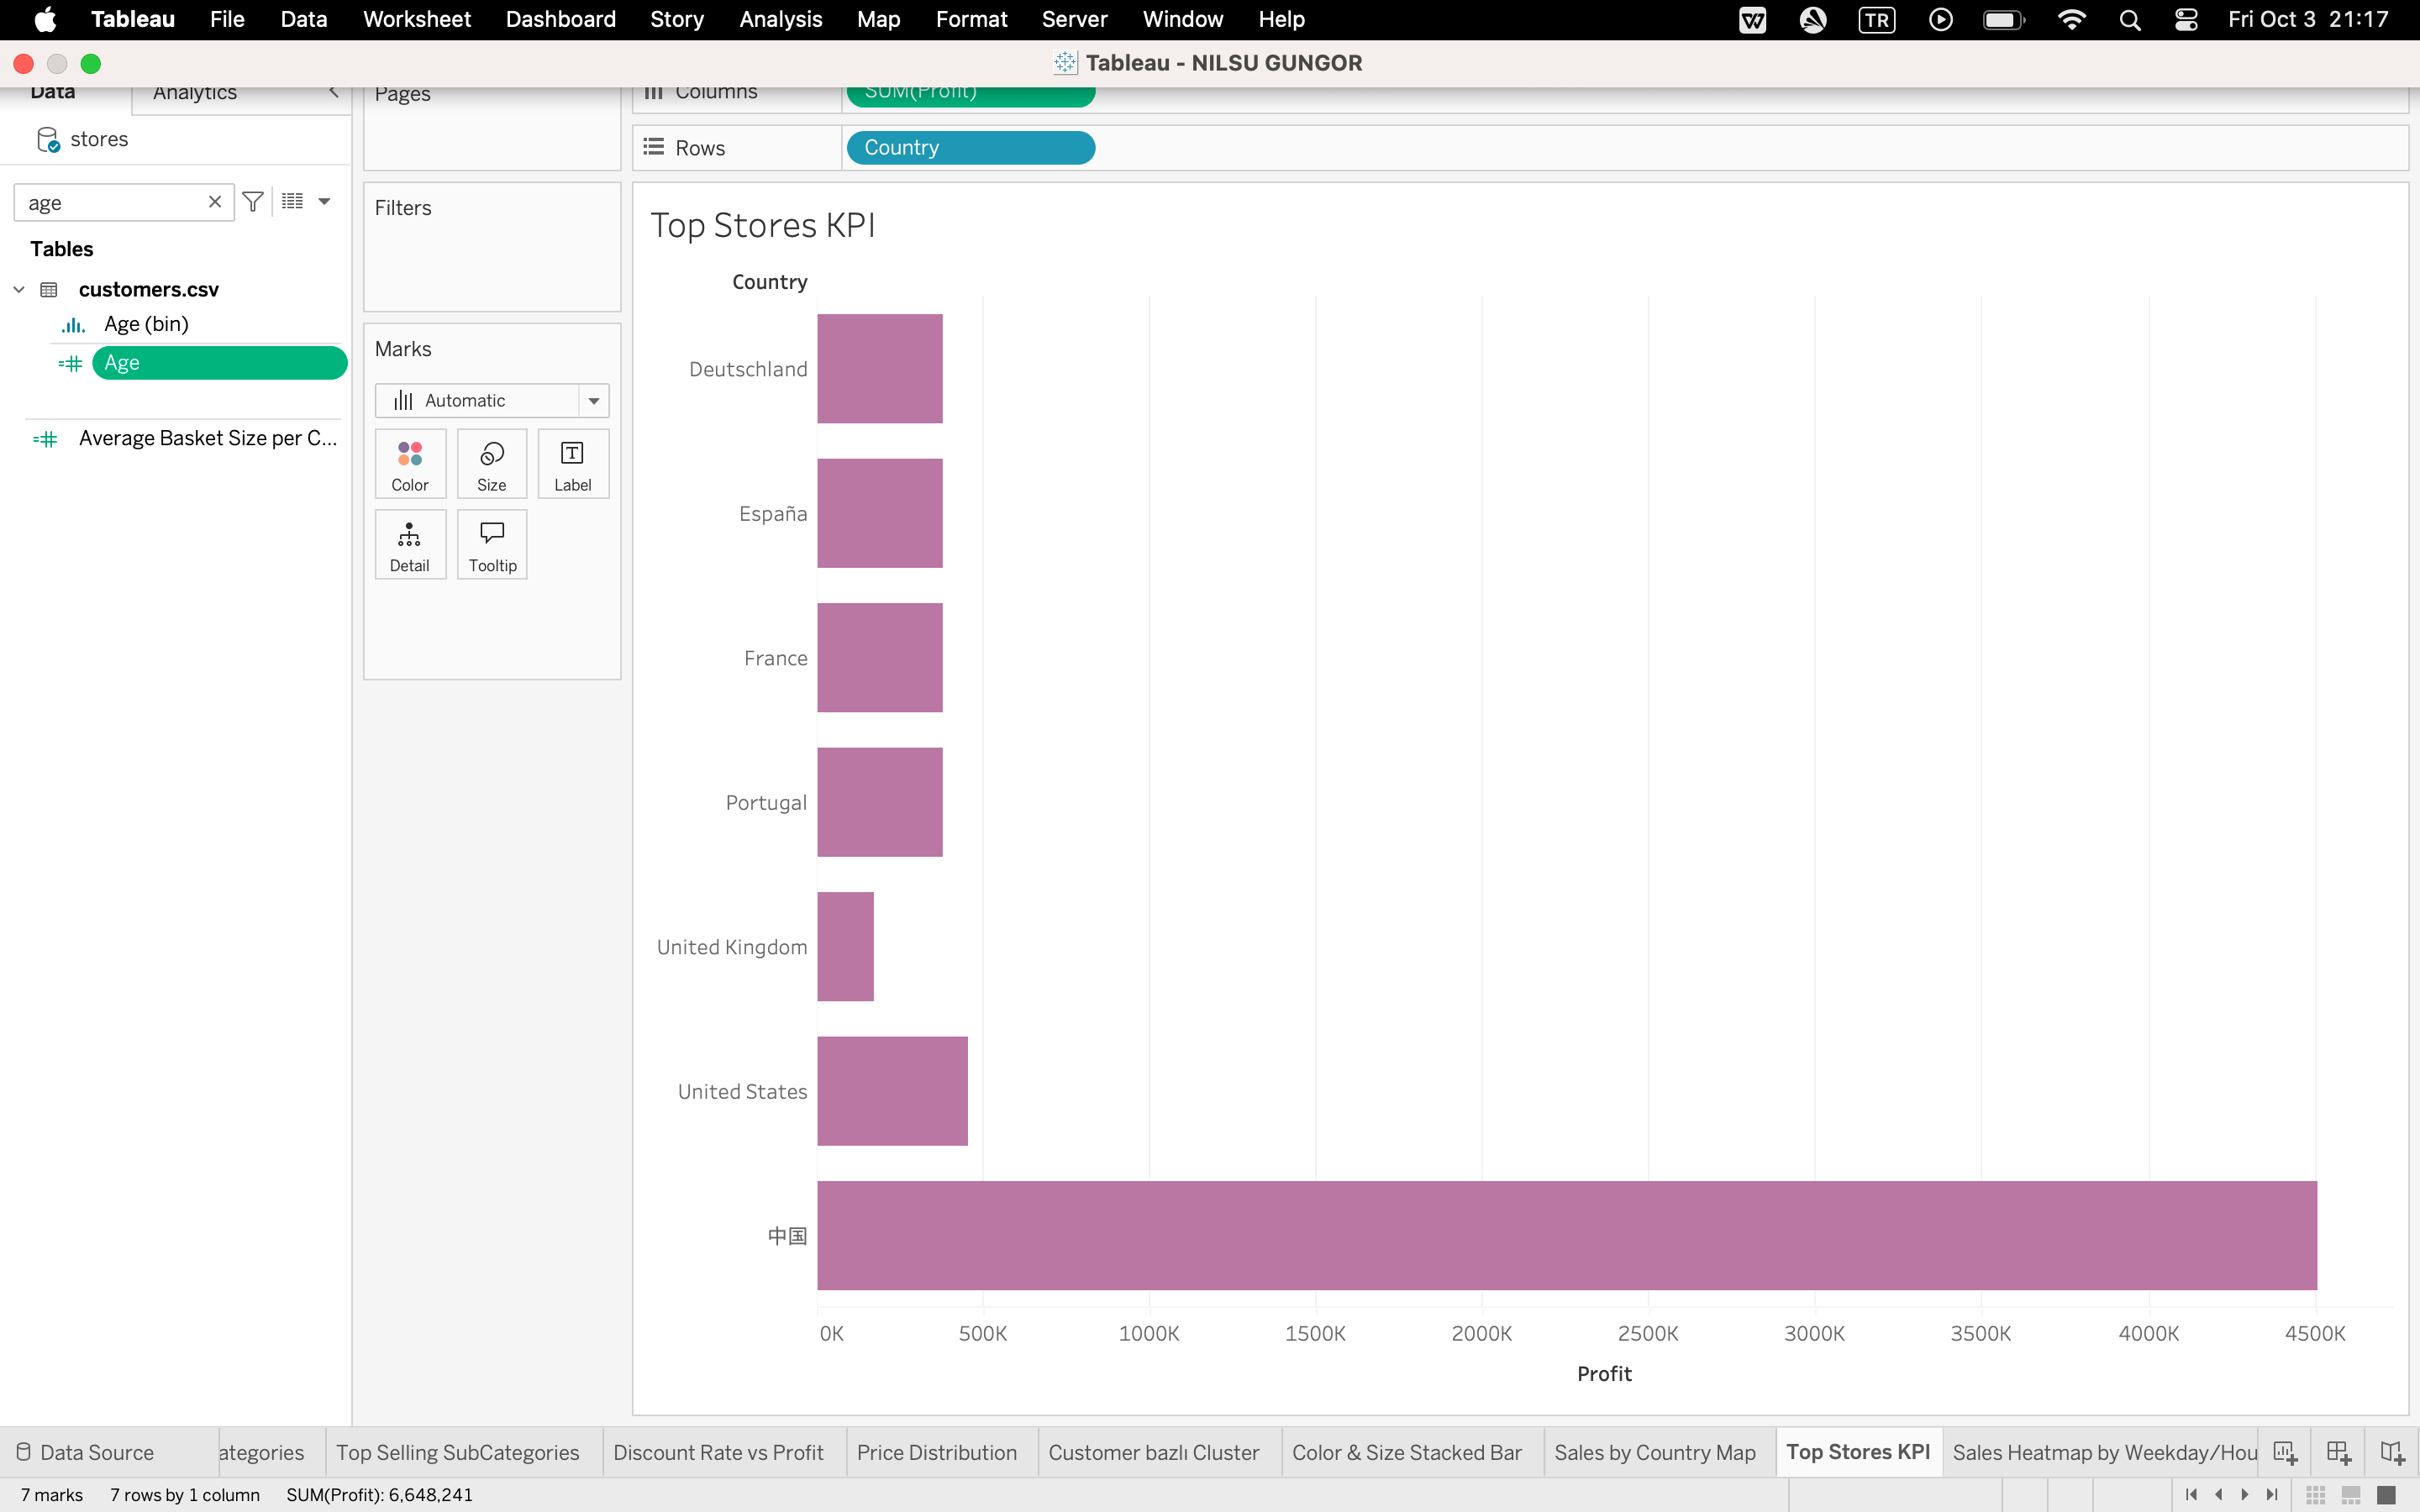 Tableau File Data Worksheet Dashboard Story Analysis Map Format Server Window Help TR Fri Oct 3 21:17
Tableau - NILSU GUNGOR
Data Analytics
stores
age
Tables
customers.csv
Age (bin)
Age
Average Basket Size per C...
Pages
Filters
Marks
Automatic
Color Size Label
Detail Tooltip
Columns SUM(Profit)
Rows Country
Top Stores KPI
Country
Deutschland
España
France
Portugal
United Kingdom
United States
中国
0K 500K 1000K 1500K 2000K 2500K 3000K 3500K 4000K 4500K
Profit
Data Source ategories Top Selling SubCategories Discount Rate vs Profit Price Distribution Customer bazlı Cluster Color & Size Stacked Bar Sales by Country Map Top Stores KPI Sales Heatmap by Weekday/Hou
7 marks 7 rows by 1 column SUM(Profit): 6,648,241